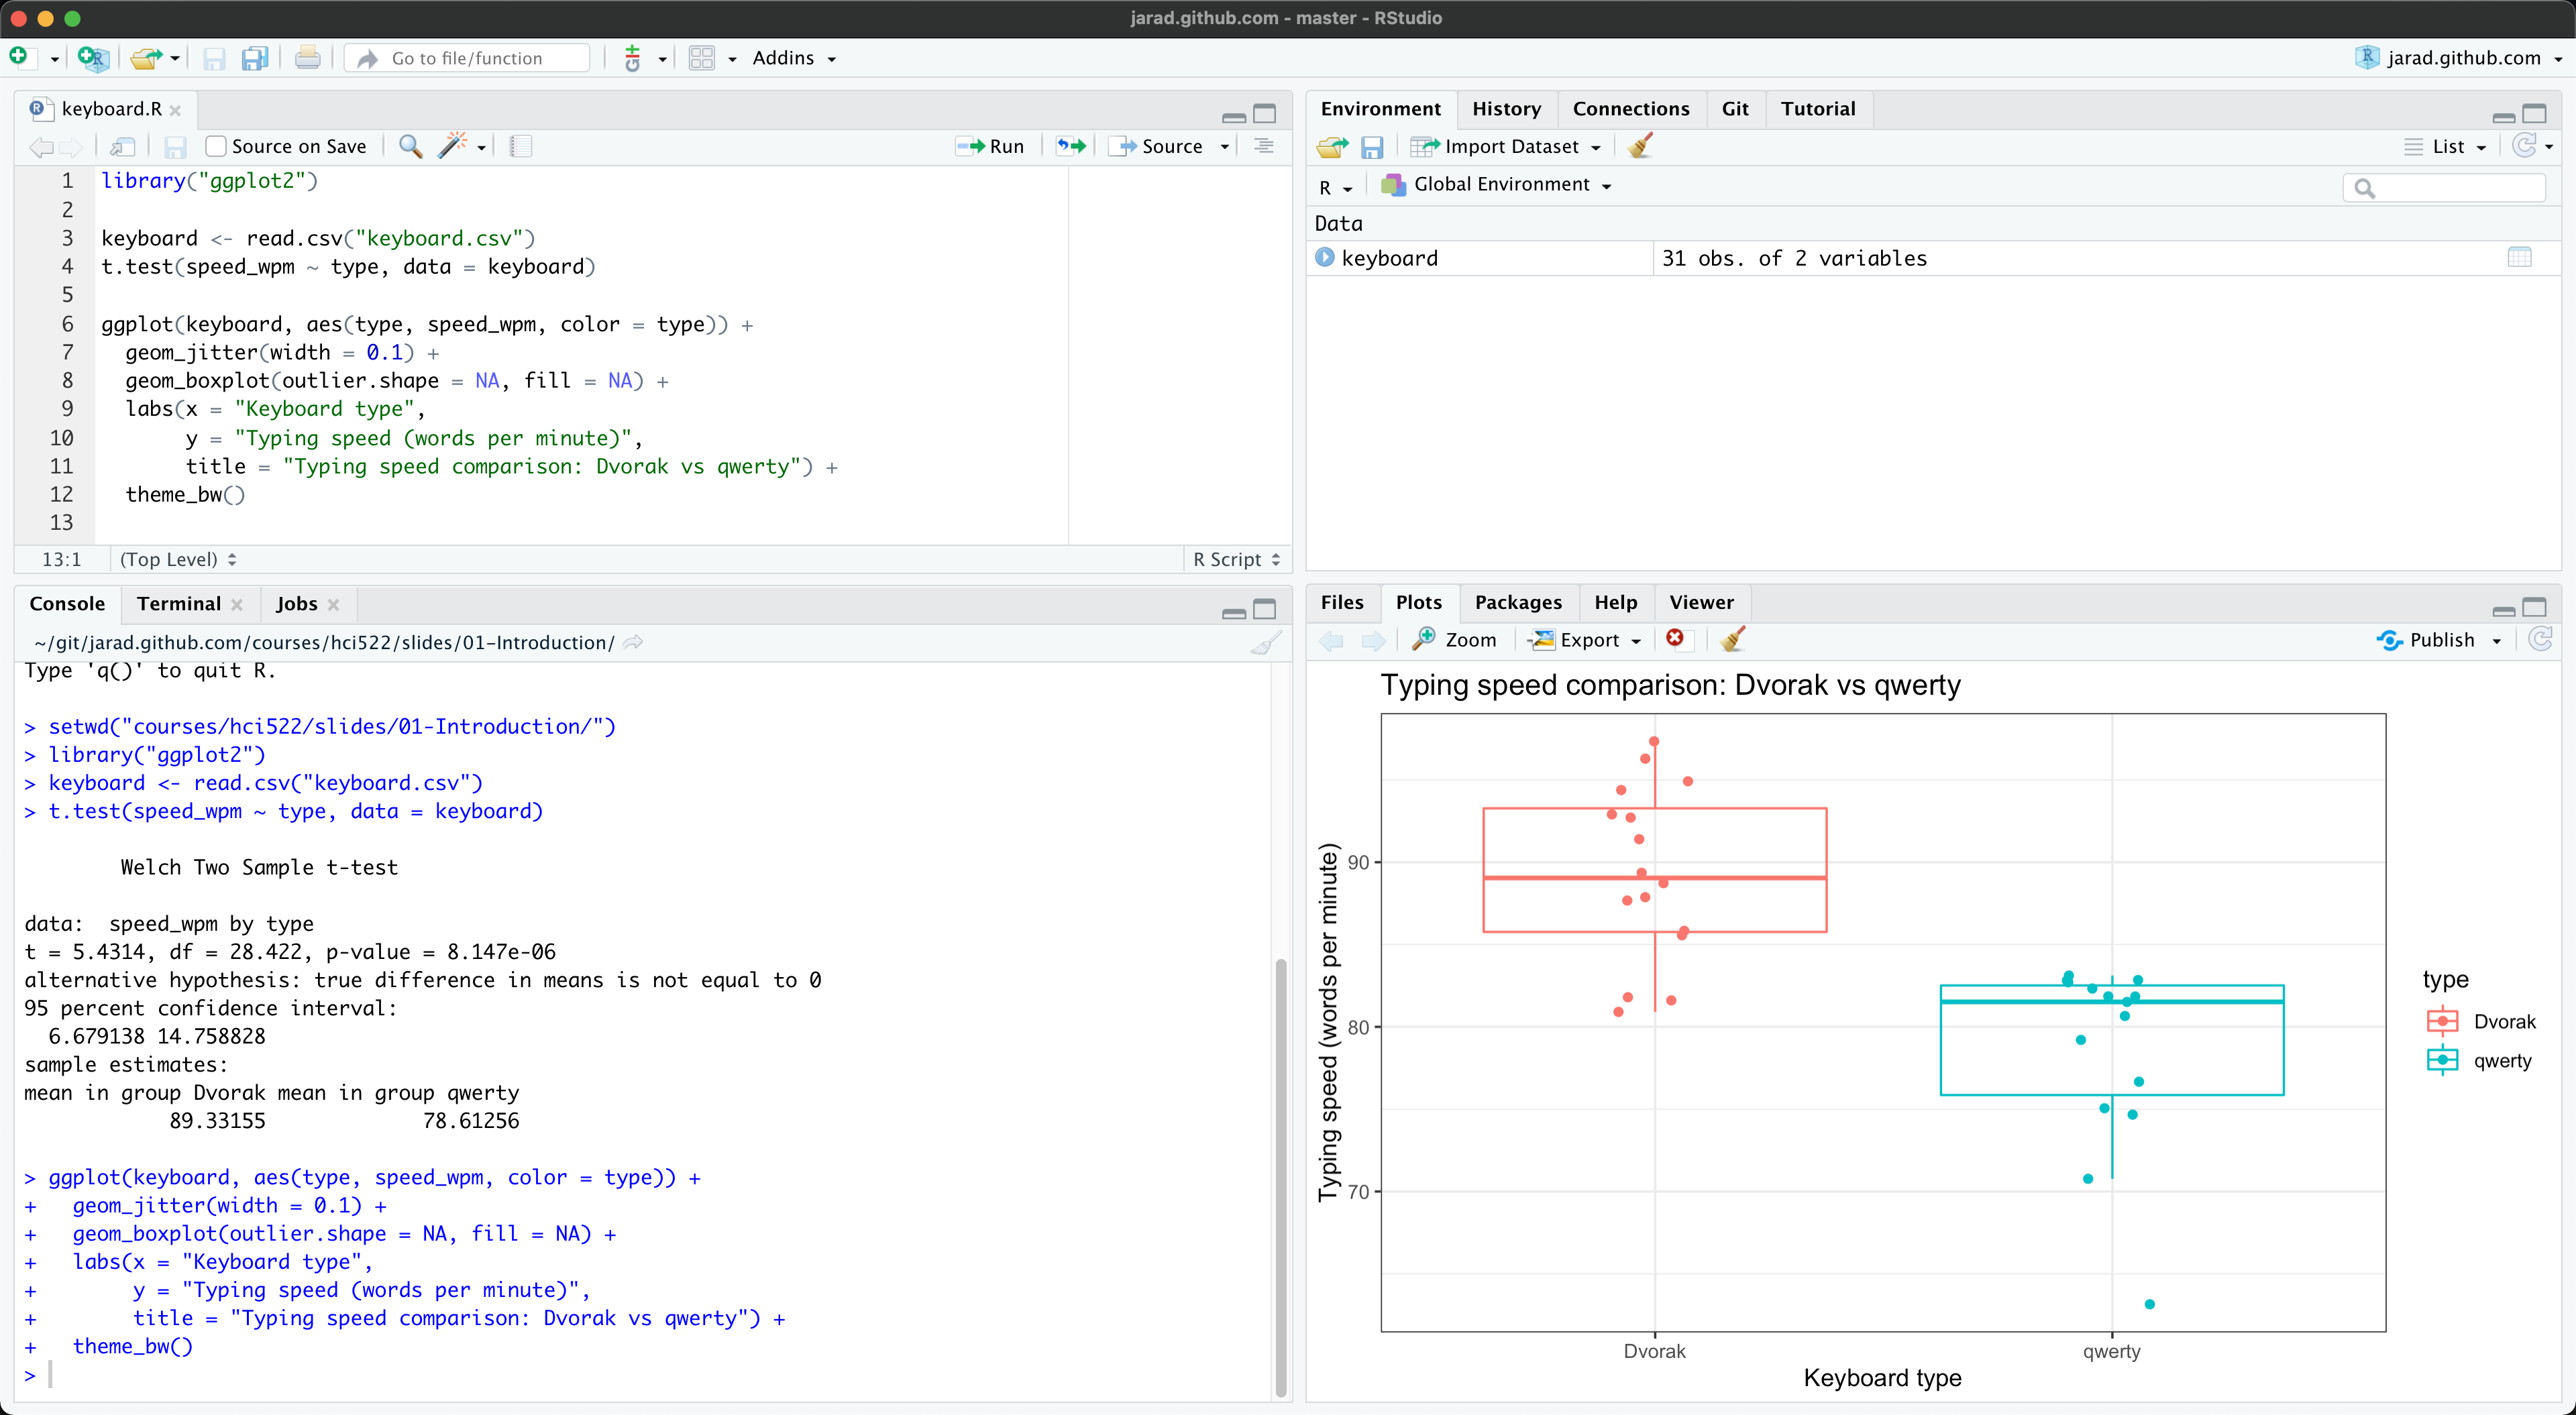 jarad.github.com - master - RStudio
Go to file/function
Addins
jarad.github.com
keyboard.R
Source on Save
Run
Source
1 library("ggplot2")
2
3 keyboard <- read.csv("keyboard.csv")
4 t.test(speed_wpm ~ type, data = keyboard)
5
6 ggplot(keyboard, aes(type, speed_wpm, color = type)) +
7   geom_jitter(width = 0.1) +
8   geom_boxplot(outlier.shape = NA, fill = NA) +
9   labs(x = "Keyboard type",
10        y = "Typing speed (words per minute)",
11        title = "Typing speed comparison: Dvorak vs qwerty") +
12   theme_bw()
13
13:1 (Top Level) R Script
Console Terminal Jobs
~/git/jarad.github.com/courses/hci522/slides/01-Introduction/
Type 'q()' to quit R.
> setwd("courses/hci522/slides/01-Introduction/")
> library("ggplot2")
> keyboard <- read.csv("keyboard.csv")
> t.test(speed_wpm ~ type, data = keyboard)
Welch Two Sample t-test
data:  speed_wpm by type
t = 5.4314, df = 28.422, p-value = 8.147e-06
alternative hypothesis: true difference in means is not equal to 0
95 percent confidence interval:
6.679138 14.758828
sample estimates:
mean in group Dvorak mean in group qwerty
89.33155 78.61256
> ggplot(keyboard, aes(type, speed_wpm, color = type)) +
+   geom_jitter(width = 0.1) +
+   geom_boxplot(outlier.shape = NA, fill = NA) +
+   labs(x = "Keyboard type",
+        y = "Typing speed (words per minute)",
+        title = "Typing speed comparison: Dvorak vs qwerty") +
+   theme_bw()
>
Environment History Connections Git Tutorial
Import Dataset
List
R
Global Environment
Data
keyboard 31 obs. of 2 variables
Files Plots Packages Help Viewer
Zoom Export Publish
Typing speed comparison: Dvorak vs qwerty
Typing speed (words per minute)
90
80
70
Dvorak qwerty
Keyboard type
type
Dvorak
qwerty